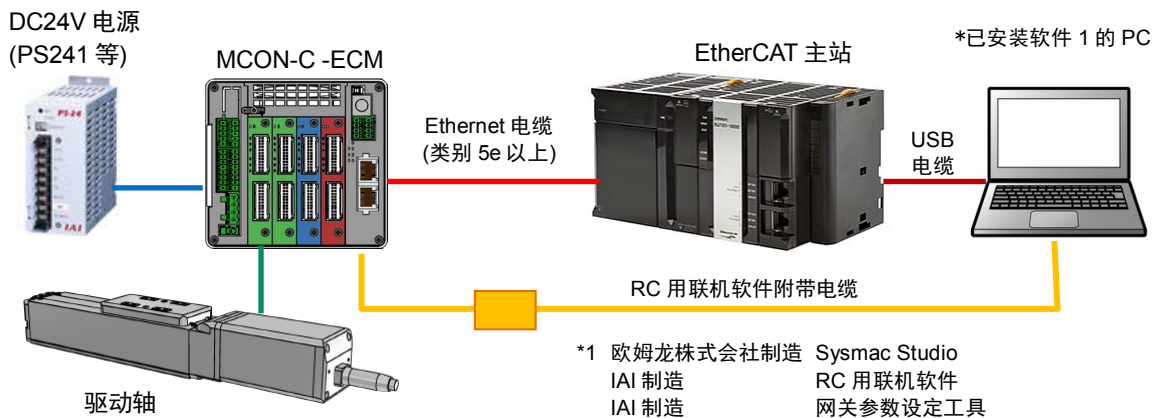 DC24V 电源
(PS241 等)
MCON-C -ECM
EtherCAT 主站
*已安装软件 1 的 PC
PS-24
IAI
Ethernet 电缆
(类别 5e 以上)
USB
电缆
RC 用联机软件附带电缆
驱动轴
*1 欧姆龙株式会社制造 Sysmac Studio
IAI 制造 RC 用联机软件
IAI 制造 网关参数设定工具